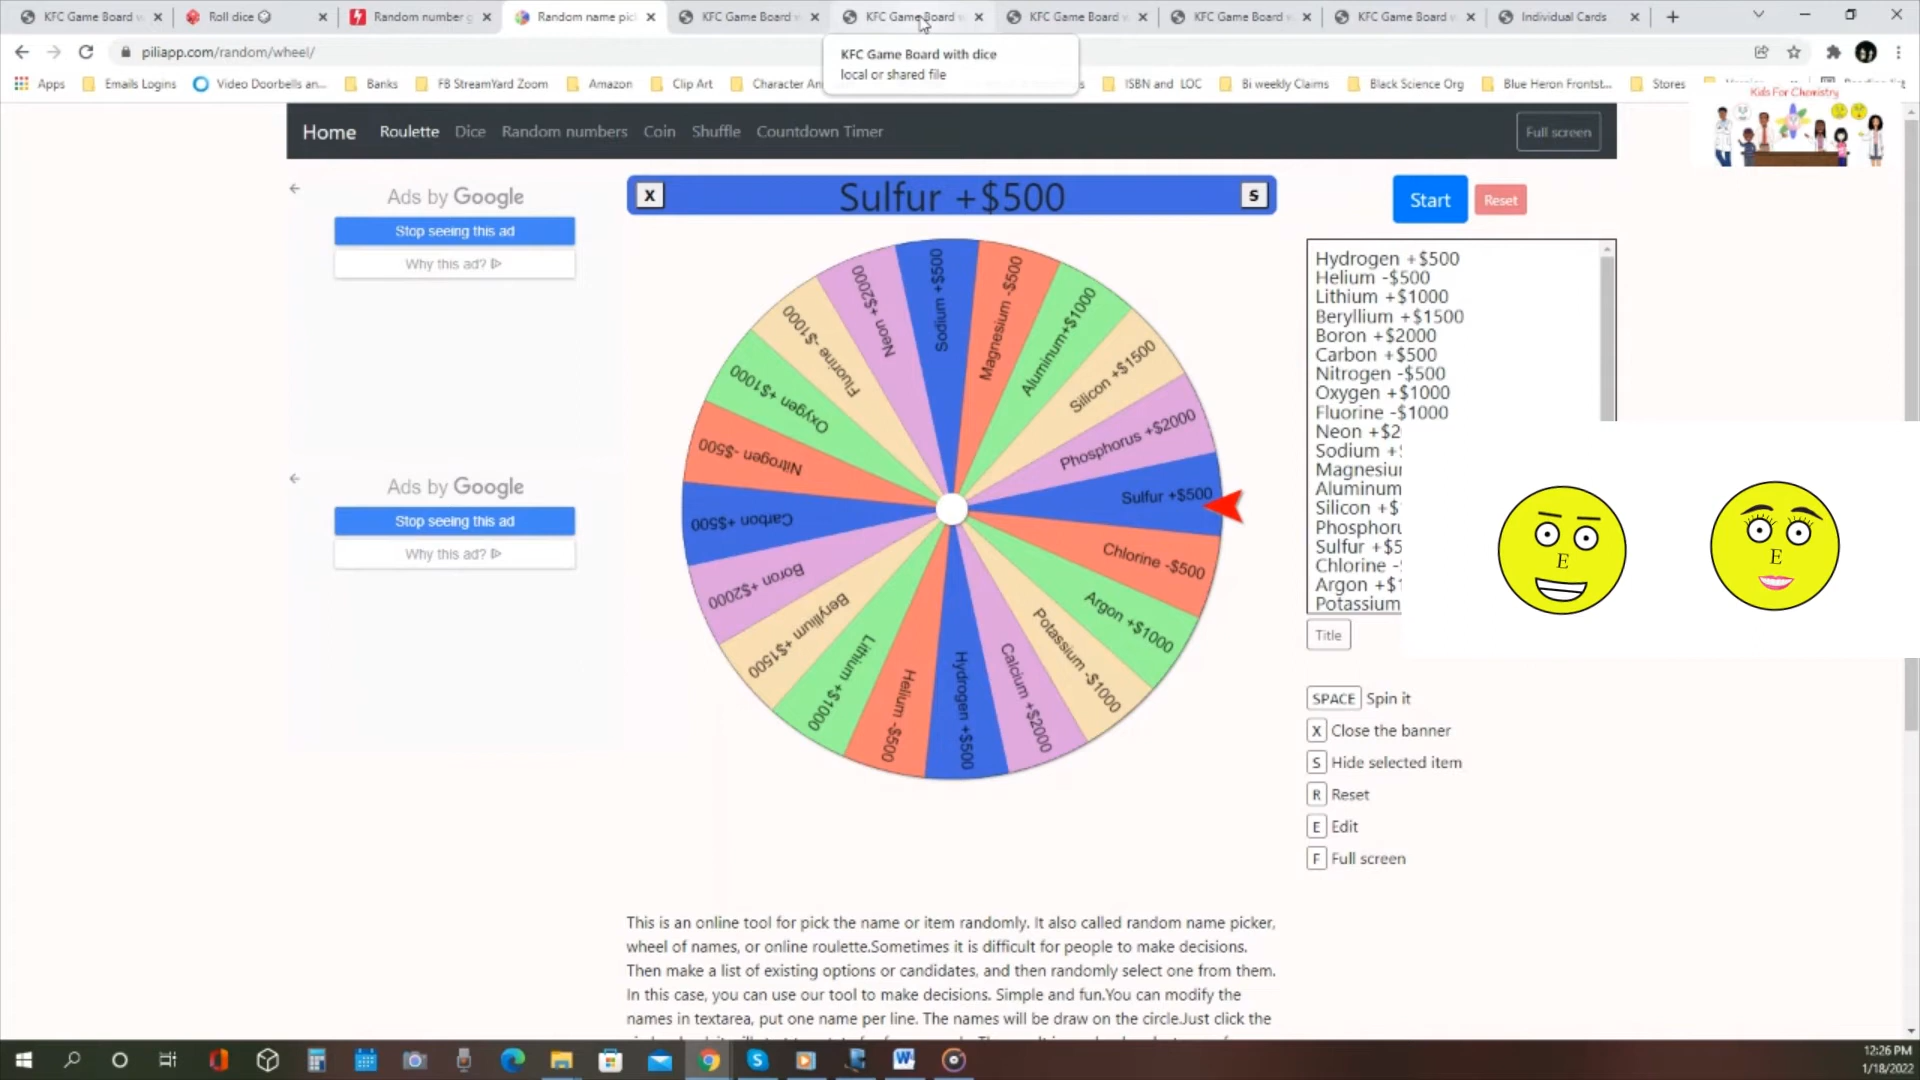 KFC Game Board w
Roll dice
Random number g
Random name pic
KFC Game Board w
KFC Game Board w
KFC Game Board w
KFC Game Board w
KFC Game Board w
Individual Cards
piliapp.com/random/wheel/
KFC Game Board with dice
local or shared file
Apps
Emails Logins
Video Doorbells an...
Banks
FB StreamYard Zoom
Amazon
Clip Art
Character An
ISBN and LOC
Bi weekly Claims
Black Science Org
Blue Heron Frontst...
Stores
Kids For Chemistry
Home
Roulette
Dice
Random numbers
Coin
Shuffle
Countdown Timer
Full screen
Ads by Google
Stop seeing this ad
Why this ad?
Ads by Google
Stop seeing this ad
Why this ad?
X
Sulfur +$500
S
Start
Reset
Sodium +$500
Magnesium -$500
Aluminum+$1000
Silicon +$1500
Phosphorus +$2000
Sulfur +$500
Chlorine -$500
Argon +$1000
Potassium -$1000
Calcium +$2000
Hydrogen +$500
Helium -$500
Lithium +$1000
Beryllium +$1500
Boron +$2000
Carbon +$500
Nitrogen -$500
Oxygen +$1000
Fluorine -$1000
Neon +$2000
Hydrogen +$500
Helium -$500
Lithium +$1000
Beryllium +$1500
Boron +$2000
Carbon +$500
Nitrogen -$500
Oxygen +$1000
Fluorine -$1000
Neon +$2
Sodium +
Magnesiu
Aluminum
Silicon +$
Phosphoru
Sulfur +$5
Chlorine -
Argon +$1
Potassium
E
E
Title
SPACE Spin it
X Close the banner
S Hide selected item
R Reset
E Edit
F Full screen
This is an online tool for pick the name or item randomly. It also called random name picker,
wheel of names, or online roulette.Sometimes it is difficult for people to make decisions.
Then make a list of existing options or candidates, and then randomly select one from them.
In this case, you can use our tool to make decisions. Simple and fun.You can modify the
names in textarea, put one name per line. The names will be draw on the circle.Just click the
12:26 PM
1/18/2022